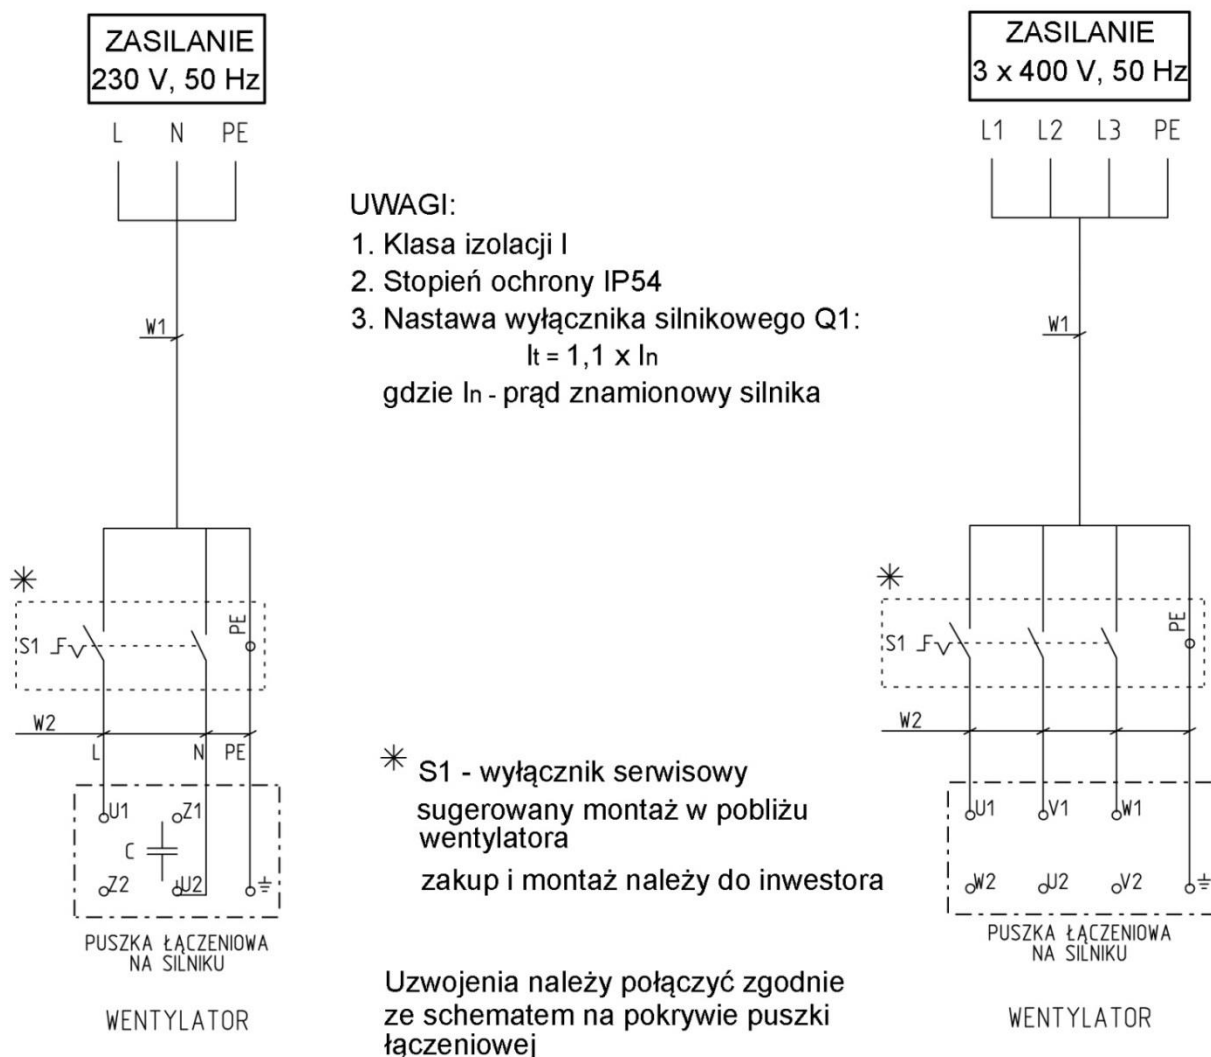 ZASILANIE
230 V, 50 Hz
L N PE
W1
S1
PE
W2
L N PE
U1 Z1
C
Z2 U2
PUSZKA ŁĄCZENIOWA
NA SILNIKU
WENTYLATOR
UWAGI:
1. Klasa izolacji I
2. Stopień ochrony IP54
3. Nastawa wyłącznika silnikowego Q1:
It = 1,1 x In
gdzie In - prąd znamionowy silnika
S1 - wyłącznik serwisowy
sugerowany montaż w pobliżu
wentylatora
zakup i montaż należy do inwestora
Uzwojenia należy połączyć zgodnie
ze schematem na pokrywie puszki
łączeniowej
ZASILANIE
3 x 400 V, 50 Hz
L1 L2 L3 PE
W1
S1
PE
W2
U1 V1 W1
W2 U2 V2
PUSZKA ŁĄCZENIOWA
NA SILNIKU
WENTYLATOR